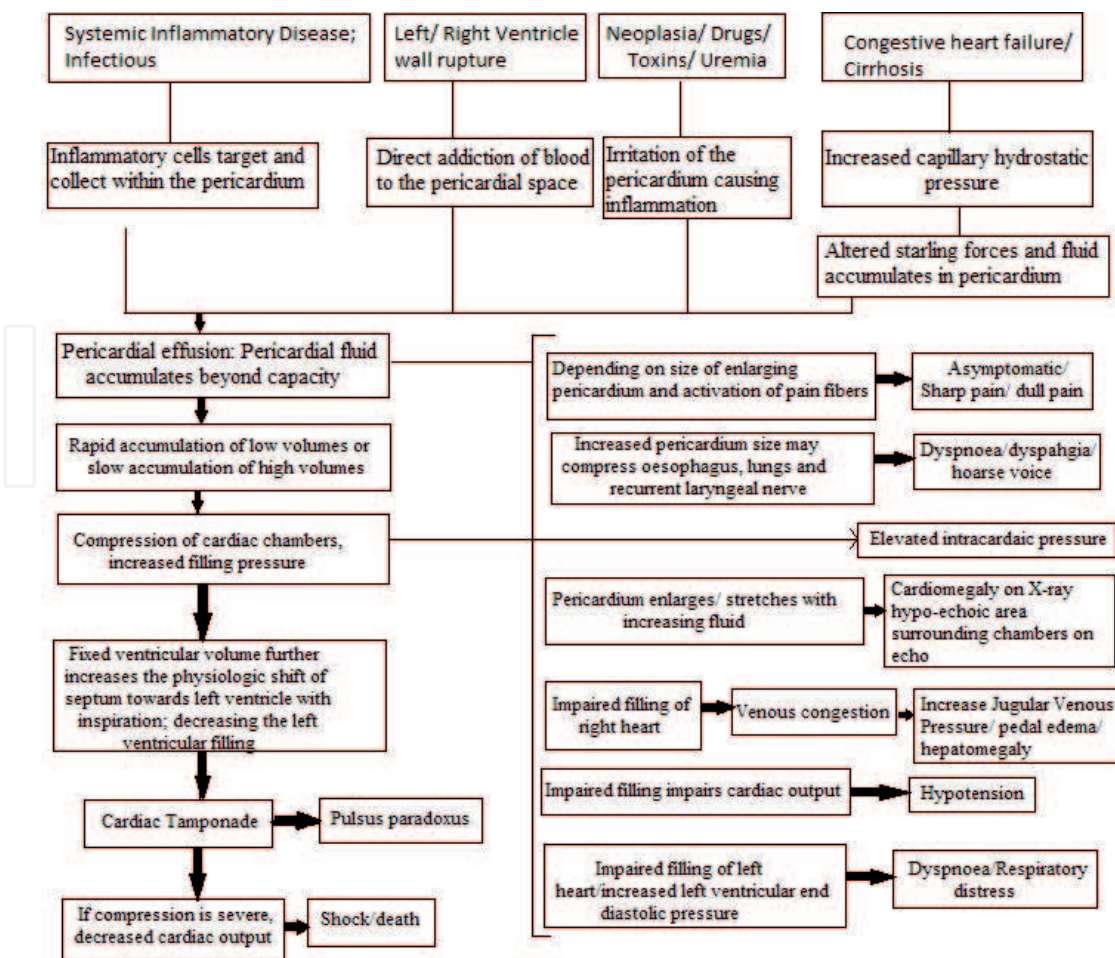 Systemic Inflammatory Disease;
Infectious
Left/ Right Ventricle
wall rupture
Neoplasia/ Drugs/
Toxins/ Uremia
Congestive heart failure/
Cirrhosis
Inflammatory cells target and
collect within the pericardium
Direct addiction of blood
to the pericardial space
Irritation of the
pericardium causing
inflammation
Increased capillary hydrostatic
pressure
Altered starling forces and fluid
accumulates in pericardium
Pericardial effusion: Pericardial fluid
accumulates beyond capacity
Rapid accumulation of low volumes or
slow accumulation of high volumes
Compression of cardiac chambers,
increased filling pressure
Fixed ventricular volume further
increases the physiologic shift of
septum towards left ventricle with
inspiration; decreasing the left
ventricular filling
Cardiac Tamponade
Pulsus paradoxus
If compression is severe,
decreased cardiac output
Shock/death
Depending on size of enlarging
pericardium and activation of pain fibers
Asymptomatic/
Sharp pain/ dull pain
Increased pericardium size may
compress oesophagus, lungs and
recurrent laryngeal nerve
Dyspnoea/dyspahgia/
hoarse voice
Elevated intracardaic pressure
Pericardium enlarges/ stretches with
increasing fluid
Cardiomegaly on X-ray
hypo-echoic area
surrounding chambers on
echo
Impaired filling of
right heart
Venous congestion
Increase Jugular Venous
Pressure/ pedal edema/
hepatomegaly
Impaired filling impairs cardiac output
Hypotension
Impaired filling of left
heart/increased left ventricular end
diastolic pressure
Dyspnoea/Respiratory
distress